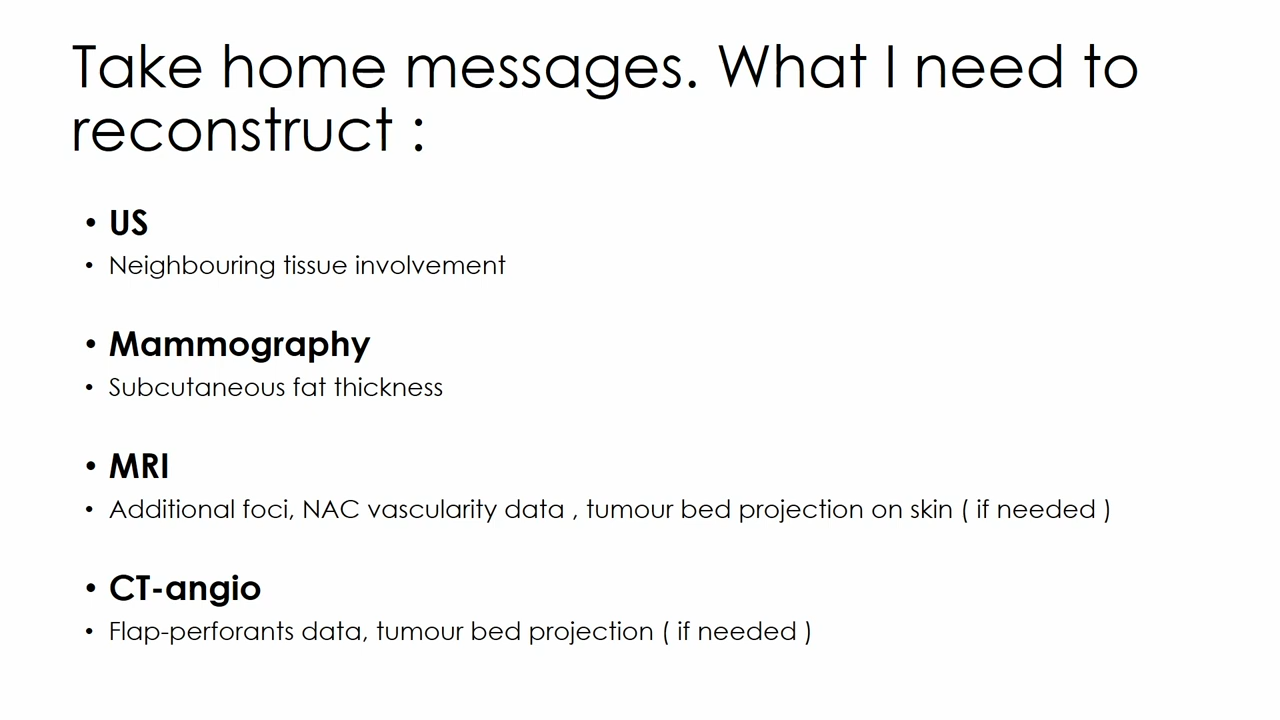 Take home messages. What I need to
reconstruct :
• US
• Neighbouring tissue involvement
• Mammography
• Subcutaneous fat thickness
• MRI
• Additional foci, NAC vascularity data , tumour bed projection on skin ( if needed )
• CT-angio
• Flap-perforants data, tumour bed projection ( if needed )